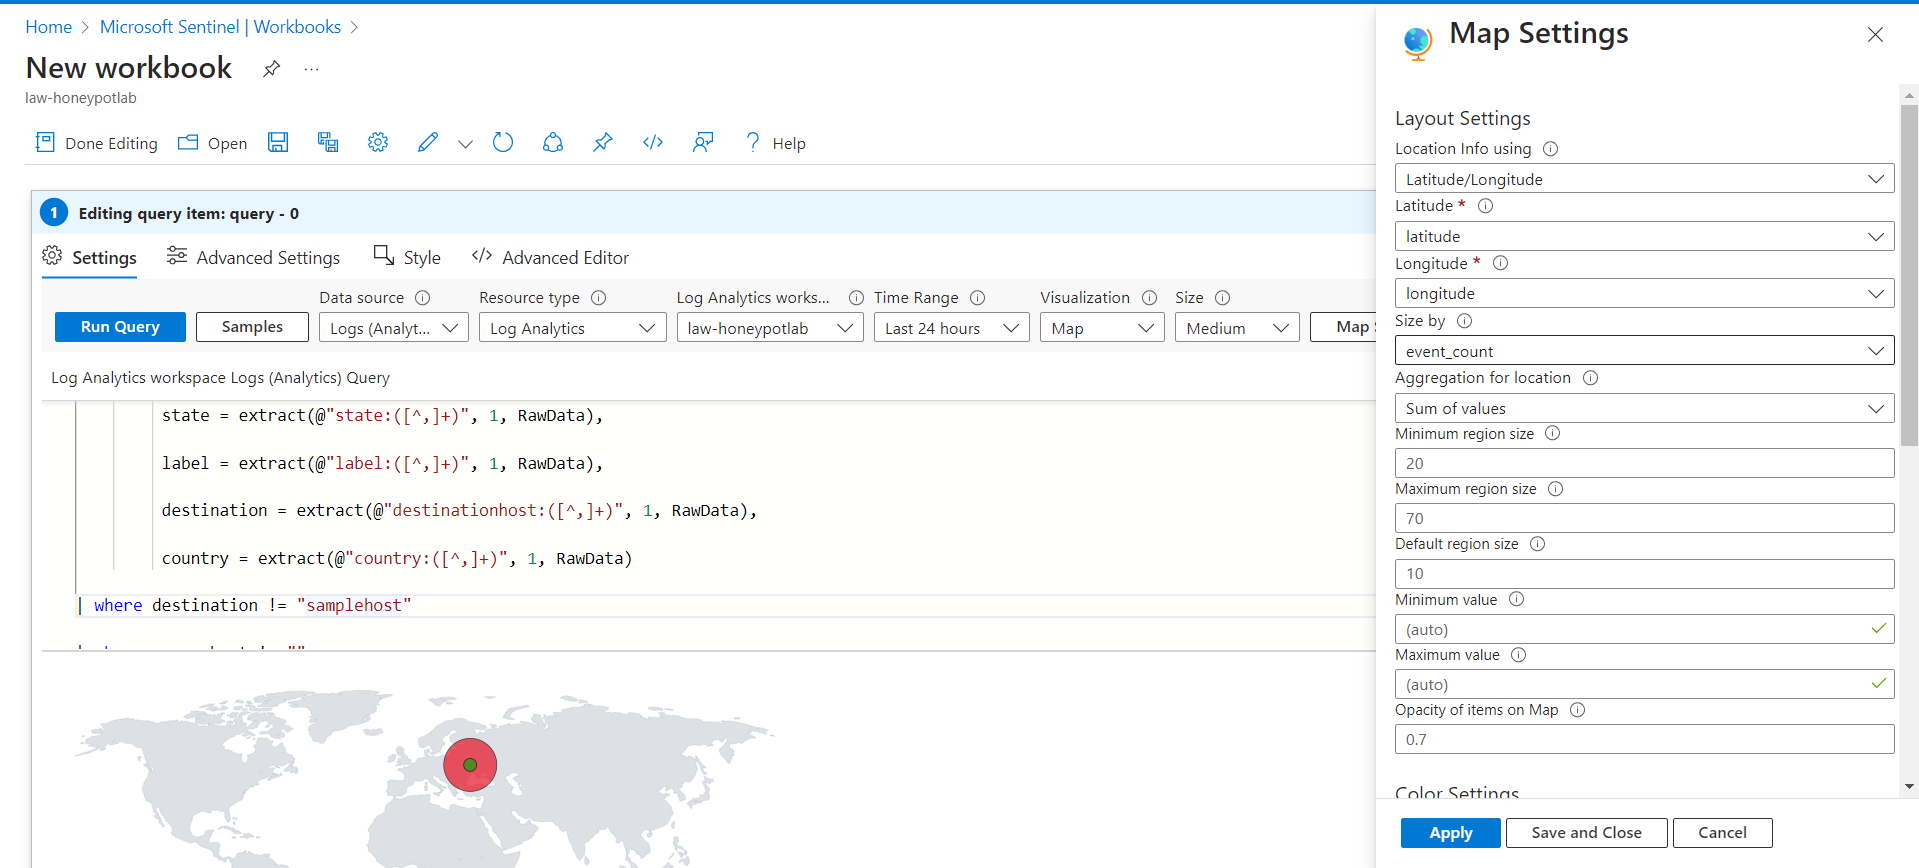 Home > Microsoft Sentinel | Workbooks >
New workbook ...
law-honeypotlab
Done Editing Open Help
1 Editing query item: query - 0
Settings Advanced Settings Style Advanced Editor
Data source Resource type Log Analytics works... Time Range Visualization Size
Run Query Samples Logs (Analyt... Log Analytics law-honeypotlab Last 24 hours Map Medium Map
Log Analytics workspace Logs (Analytics) Query
state = extract(@"state:([^,]+)", 1, RawData),
label = extract(@"label:([^,]+)", 1, RawData),
destination = extract(@"destinationhost:([^,]+)", 1, RawData),
country = extract(@"country:([^,]+)", 1, RawData)
| where destination != "samplehost"
Map Settings
Layout Settings
Location Info using
Latitude/Longitude
Latitude *
latitude
Longitude *
longitude
Size by
event_count
Aggregation for location
Sum of values
Minimum region size
20
Maximum region size
70
Default region size
10
Minimum value
(auto)
Maximum value
(auto)
Opacity of items on Map
0.7
Color Settings
Apply Save and Close Cancel